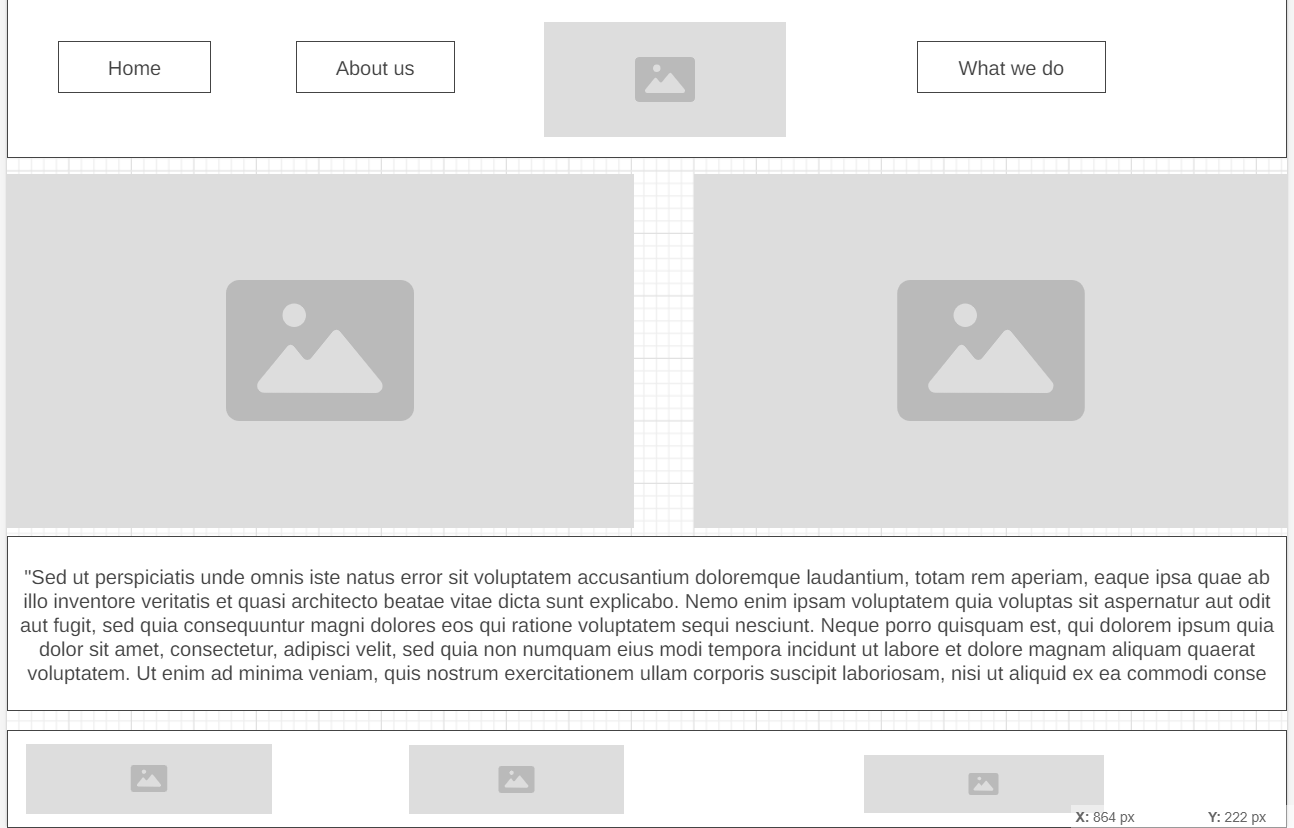 Home
About us
What we do
"Sed ut perspiciatis unde omnis iste natus error sit voluptatem accusantium doloremque laudantium, totam rem aperiam, eaque ipsa quae ab
illo inventore veritatis et quasi architecto beatae vitae dicta sunt explicabo. Nemo enim ipsam voluptatem quia voluptas sit aspernatur aut odit
aut fugit, sed quia consequuntur magni dolores eos qui ratione voluptatem sequi nesciunt. Neque porro quisquam est, qui dolorem ipsum quia
dolor sit amet, consectetur, adipisci velit, sed quia non numquam eius modi tempora incidunt ut labore et dolore magnam aliquam quaerat
voluptatem. Ut enim ad minima veniam, quis nostrum exercitationem ullam corporis suscipit laboriosam, nisi ut aliquid ex ea commodi conse
X: 864 px Y: 222 px